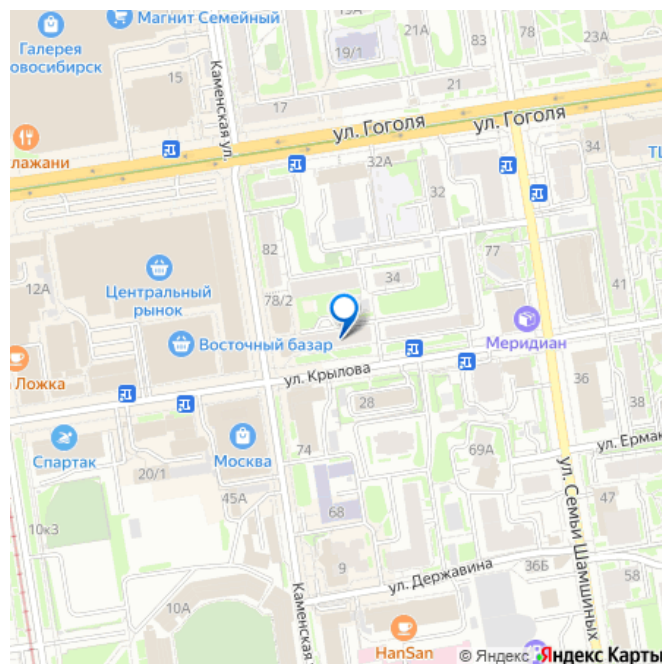 Магнит Семейный
Галерея
овосибирск
21
83
78
23А
19/1
15
Каменская ул.
17
21
ул. Гоголя
ул. Гоголя
лажани
32А
34
ТЦ
32
82
77
12А
Центральный
рынок
34
41
78/2
Восточный базар
Меридиан
Ложка
ул. Крылова
36
28
38
Спартак
Москва
74
69А
ул. Ермак
20/1
45А
ул. Семьи Шамшиных
47
10к3
68
9
36Б
58
ул. Державина
Каменская у
10А
HanSan
© Яндекс
Яндекс Карты